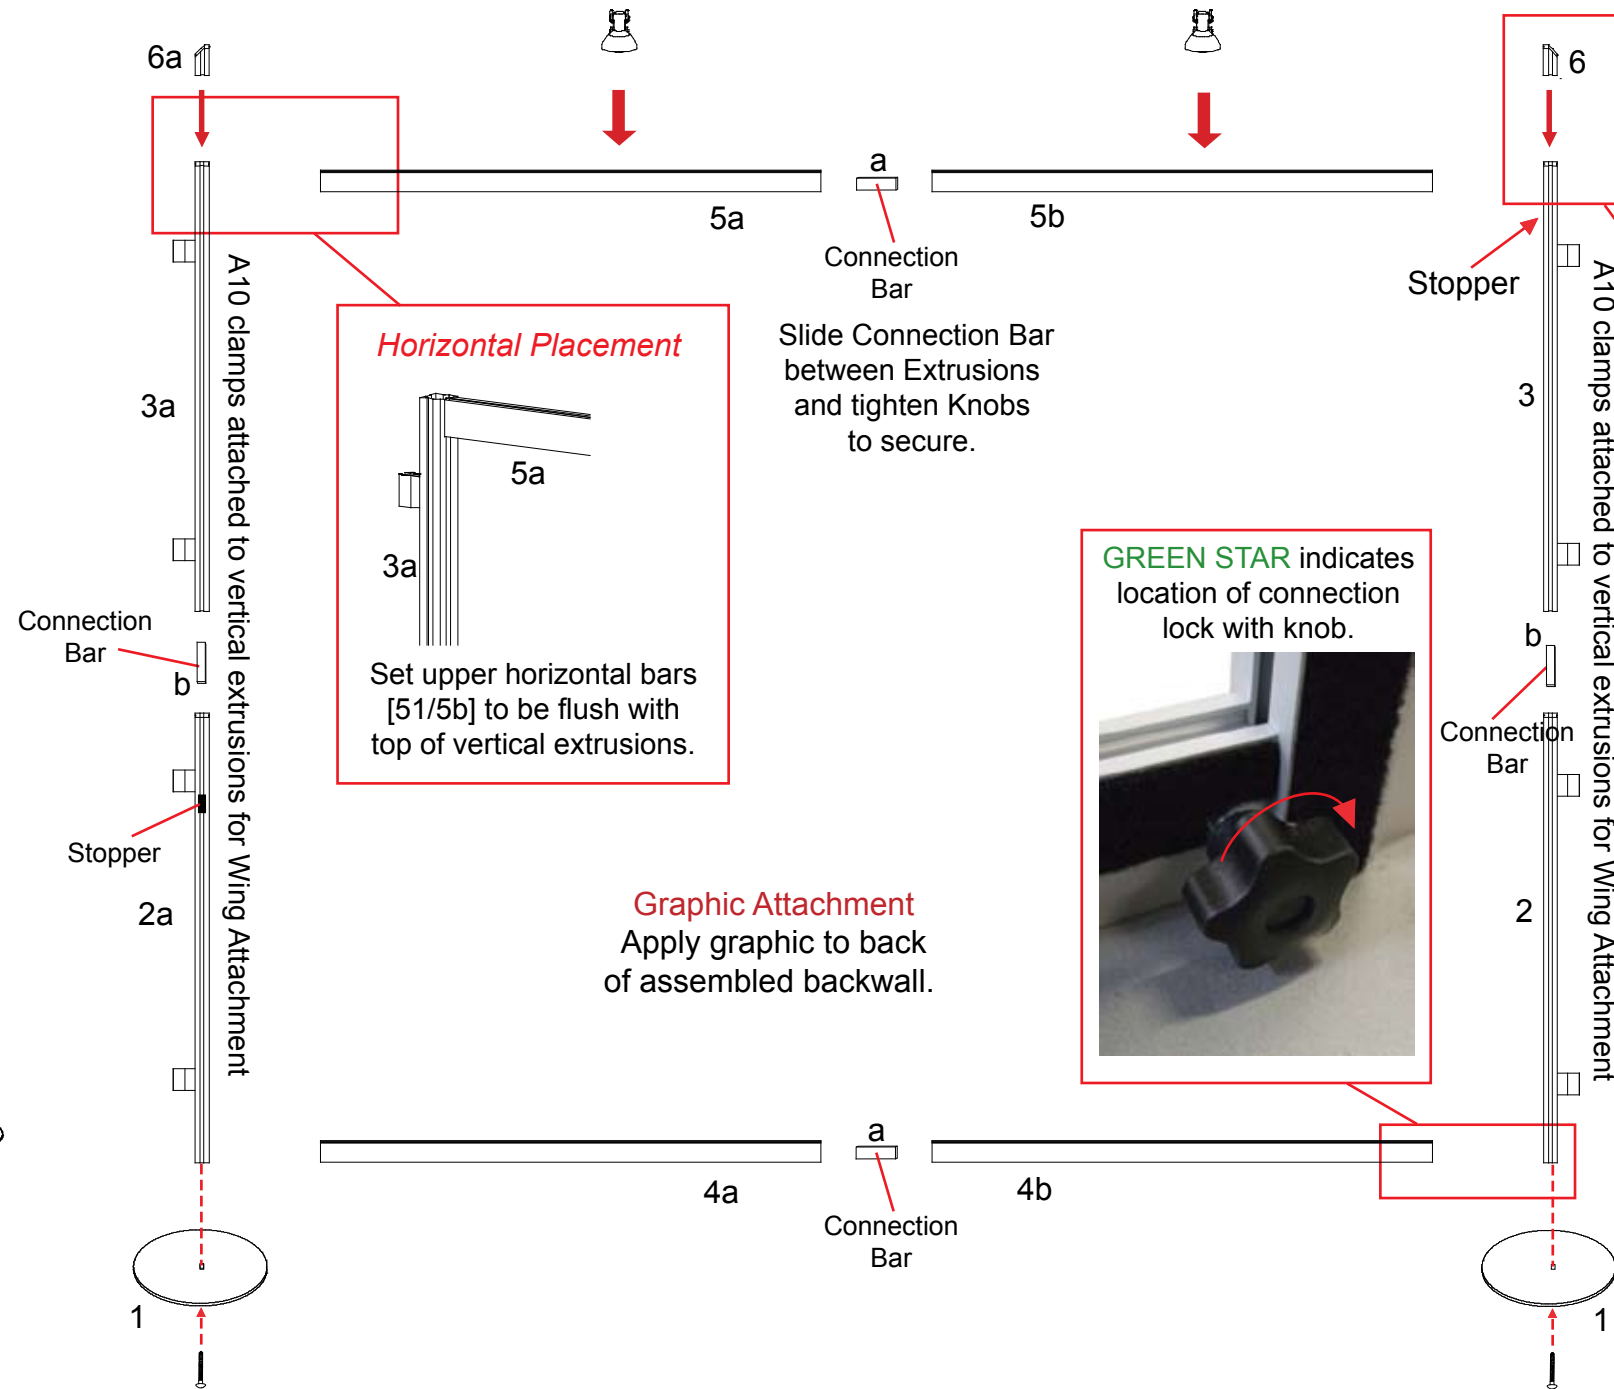 6a
6
a
5a
5b
Connection
Bar
Stopper
Slide Connection Bar
between Extrusions
and tighten Knobs
to secure.
A10 clamps attached to vertical extrusions for Wing Attachment
3a
Horizontal Placement
5a
3a
Set upper horizontal bars
[51/5b] to be flush with
top of vertical extrusions.
3
A10 clamps attached to vertical extrusions for Wing Attachment
GREEN STAR indicates
location of connection
lock with knob.
Connection
Bar
b
b
Connection
Bar
Stopper
2a
2
Graphic Attachment
Apply graphic to back
of assembled backwall.
a
4a
4b
Connection
Bar
1
1